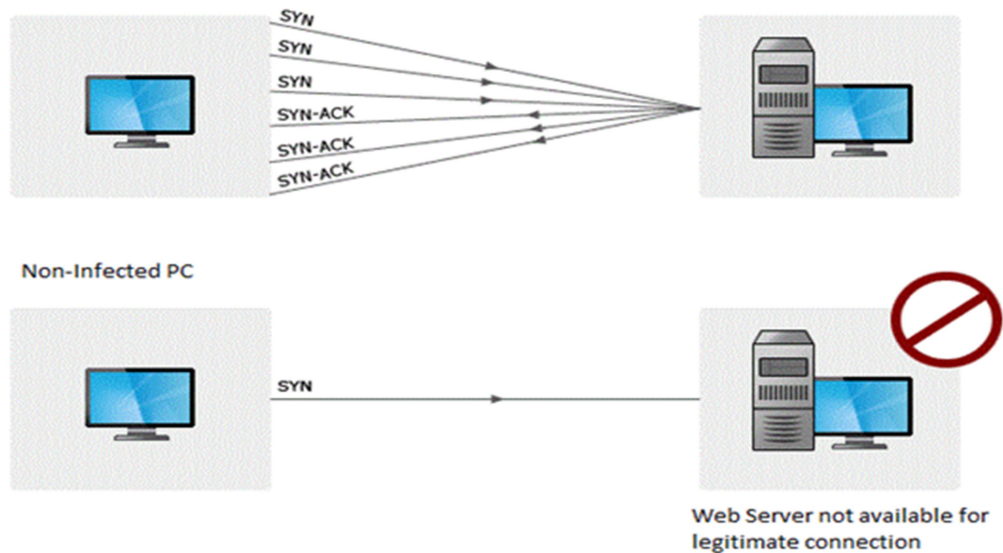 SYN
SYN
SYN
SYN-ACK
SYN-ACK
SYN-ACK
Non-Infected PC
SYN
Web Server not available for
legitimate connection